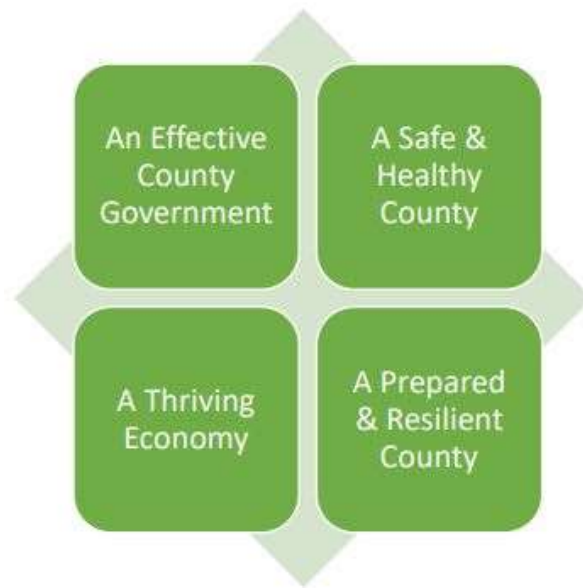 An Effective
County
Government
A Safe &
Healthy
County
A Thriving
Economy
A Prepared
& Resilient
County